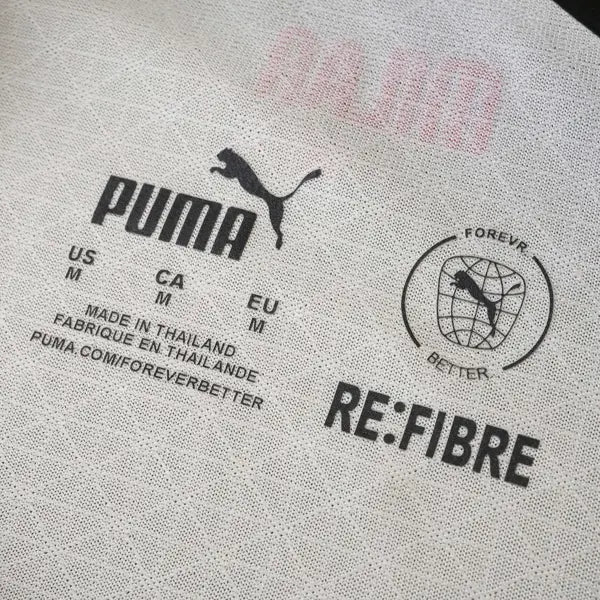 PUMA
US CA EU
M M M
MADE IN THAILAND
FABRIQUE EN THAILANDE
PUMA.COM/FOREVERBETTER
FOREVR.
BETTER.
RE:FIBRE